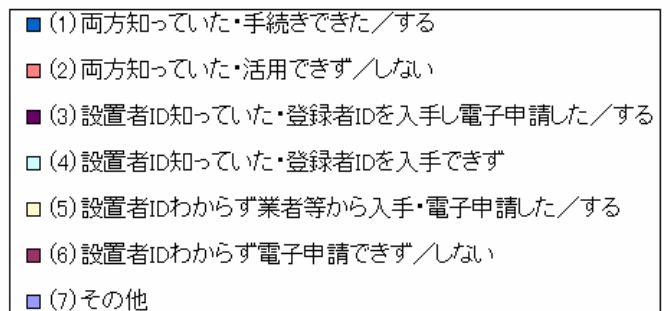 (1)両方知っていた・手続きできた／する
(2)両方知っていた・活用できず／しない
(3)設置者ID知っていた・登録者IDを入手し電子申請した／する
(4)設置者ID知っていた・登録者IDを入手できず
(5)設置者IDわからず業者等から入手・電子申請した／する
(6)設置者IDわからず電子申請できず／しない
(7)その他